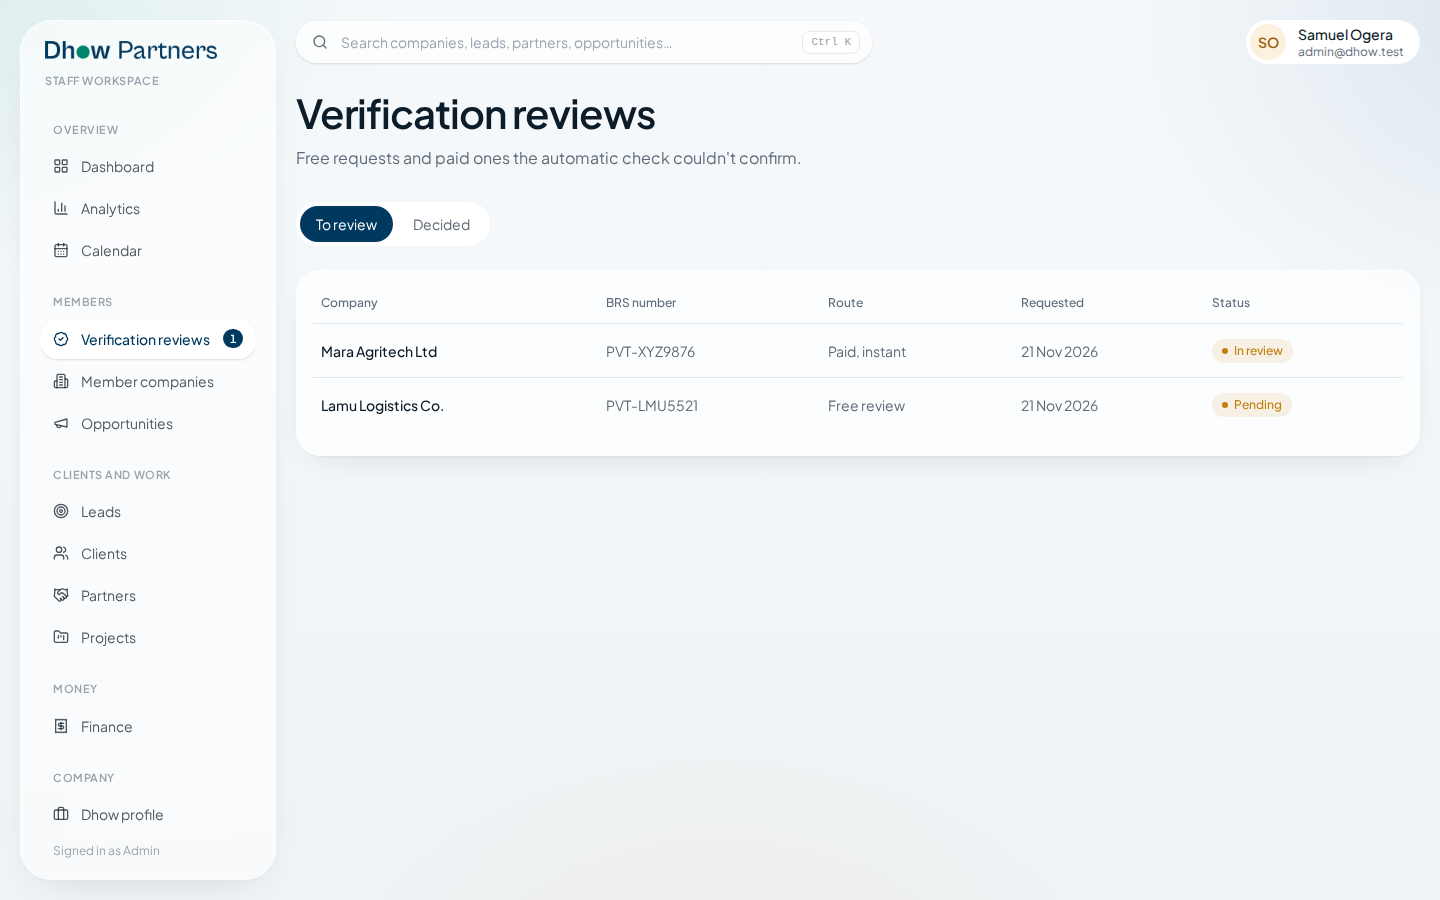 Dhow Partners
STAFF WORKSPACE
OVERVIEW
Dashboard
Analytics
Calendar
MEMBERS
Verification reviews 1
Member companies
Opportunities
CLIENTS AND WORK
Leads
Clients
Partners
Projects
MONEY
Finance
COMPANY
Dhow profile
Signed in as Admin
Search companies, leads, partners, opportunities... Ctrl K
SO
Samuel Ogera
admin@dhow.test
Verification reviews
Free requests and paid ones the automatic check couldn't confirm.
To review Decided
Company BRS number Route Requested Status
Mara Agritech Ltd PVT-XYZ9876 Paid, instant 21 Nov 2026 In review
Lamu Logistics Co. PVT-LMU5521 Free review 21 Nov 2026 Pending